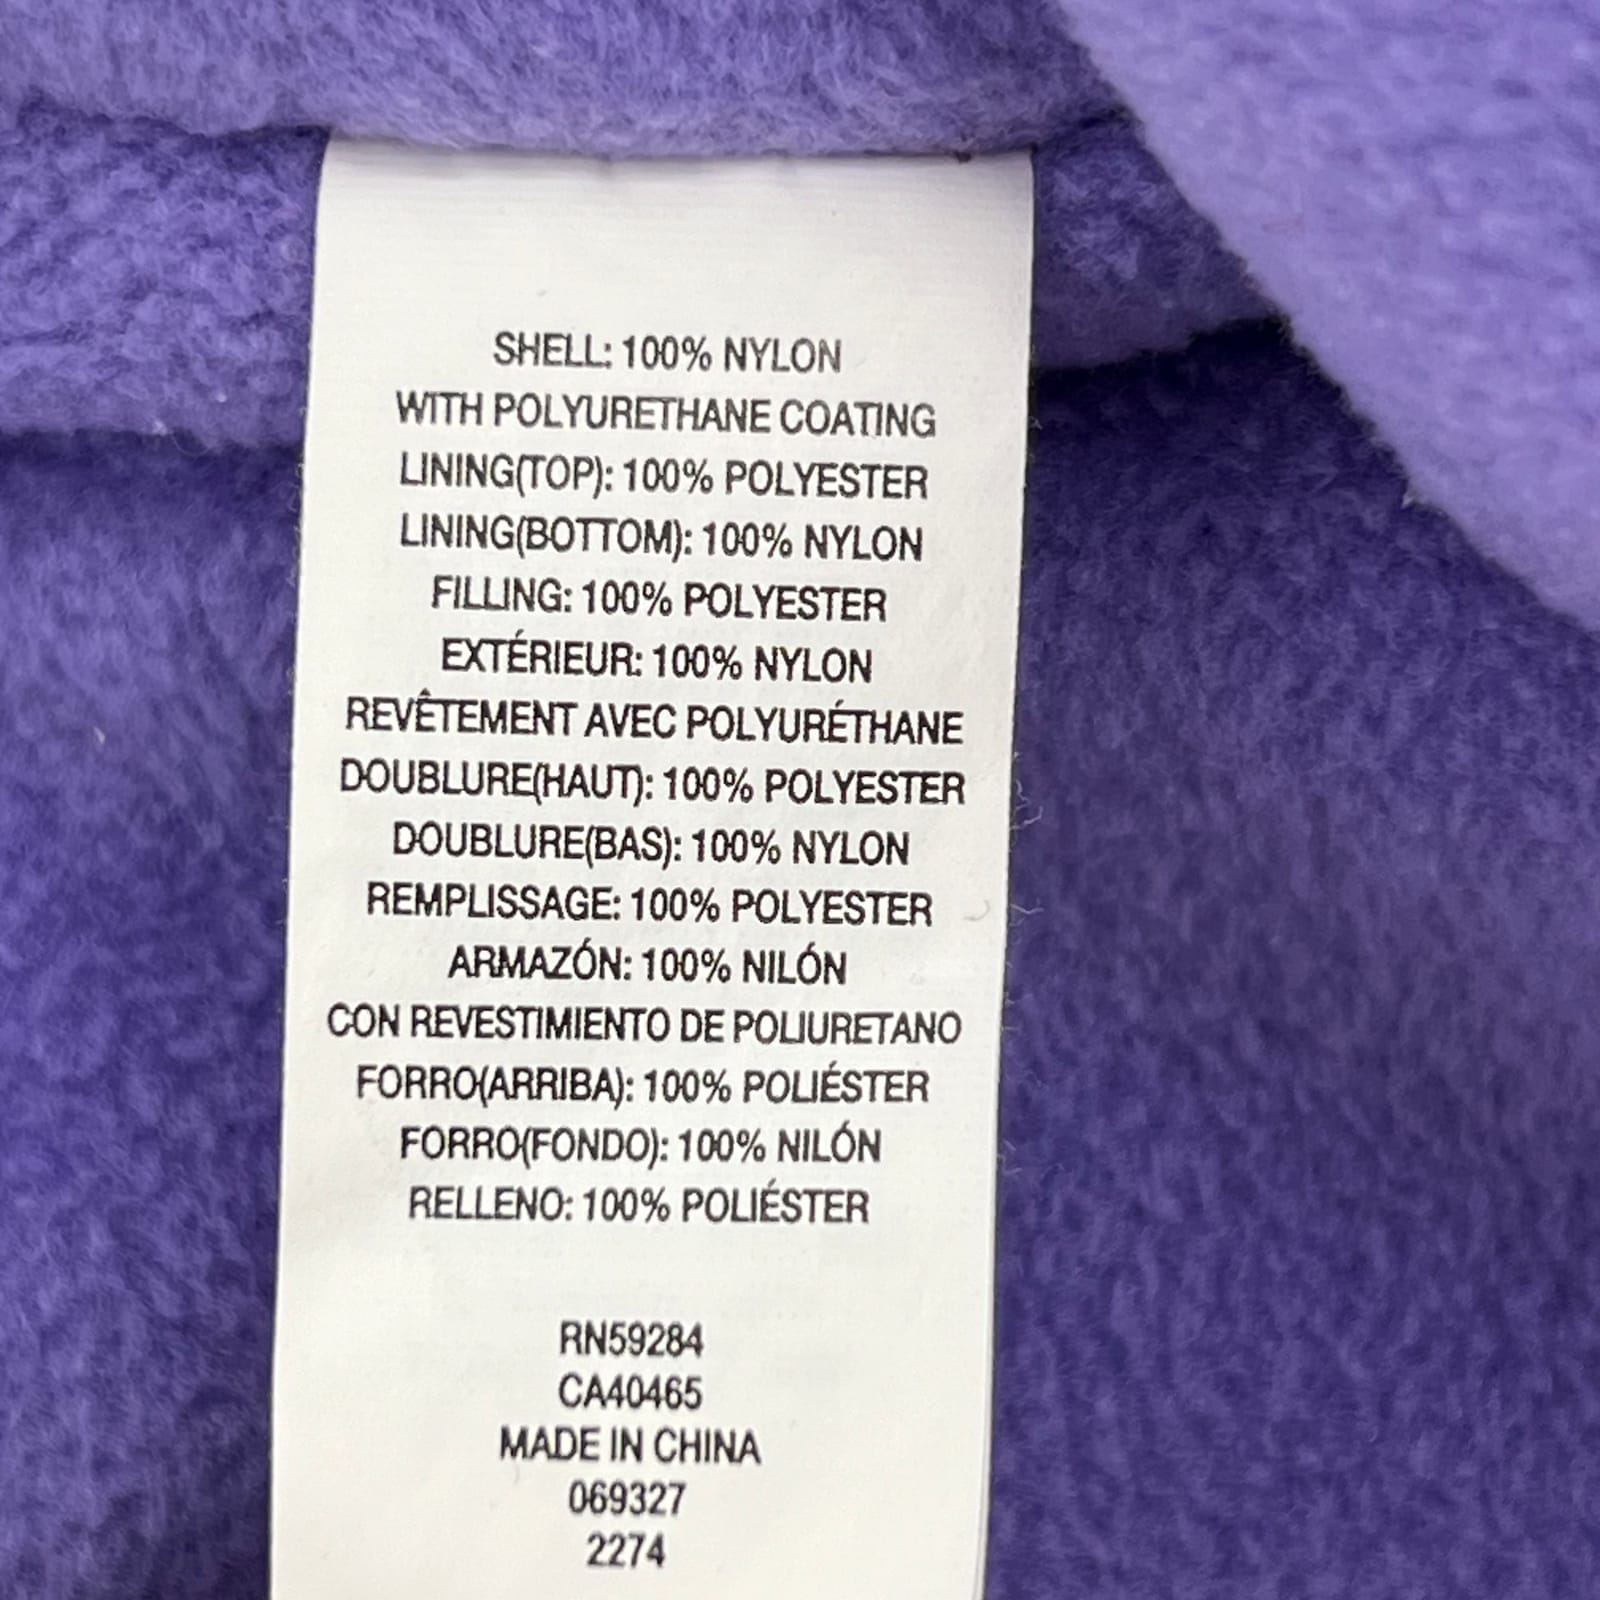 SHELL: 100% NYLON
WITH POLYURETHANE COATING
LINING(TOP): 100% POLYESTER
LINING(BOTTOM): 100% NYLON
FILLING: 100% POLYESTER
EXTÉRIEUR: 100% NYLON
REVÊTEMENT AVEC POLYURÉTHANE
DOUBLURE(HAUT): 100% POLYESTER
DOUBLURE(BAS): 100% NYLON
REMPLISSAGE: 100% POLYESTER
ARMAZÓN: 100% NILÓN
CON REVESTIMIENTO DE POLIURETANO
FORRO(ARRIBA): 100% POLIÉSTER
FORRO(FONDO): 100% NILÓN
RELLENO: 100% POLIÉSTER
RN59284
CA40465
MADE IN CHINA
069327
2274